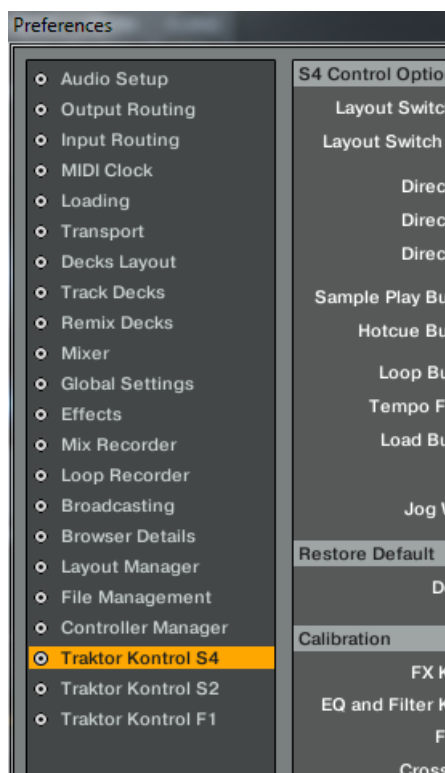 Preferences
Audio Setup
Output Routing
Input Routing
MIDI Clock
Loading
Transport
Decks Layout
Track Decks
Remix Decks
Mixer
Global Settings
Effects
Mix Recorder
Loop Recorder
Broadcasting
Browser Details
Layout Manager
File Management
Controller Manager
Traktor Kontrol S4
Traktor Kontrol S2
Traktor Kontrol F1
S4 Control Optio
Layout Switc
Layout Switch
Direc
Direc
Direc
Sample Play Bu
Hotcue Bu
Loop Bu
Tempo F
Load Bu
Jog W
Restore Default
D
Calibration
FX K
EQ and Filter K
F
Cross